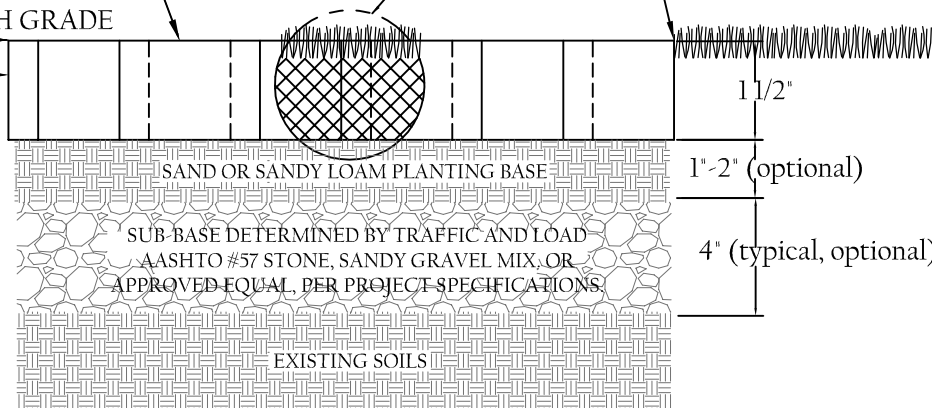 H GRADE
1 1/2"
SAND OR SANDY LOAM PLANTING BASE
1"-2" (optional)
SUB-BASE DETERMINED BY TRAFFIC AND LOAD
AASHTO #57 STONE, SANDY GRAVEL MIX, OR
APPROVED EQUAL, PER PROJECT SPECIFICATIONS.
4" (typical, optional)
EXISTING SOILS